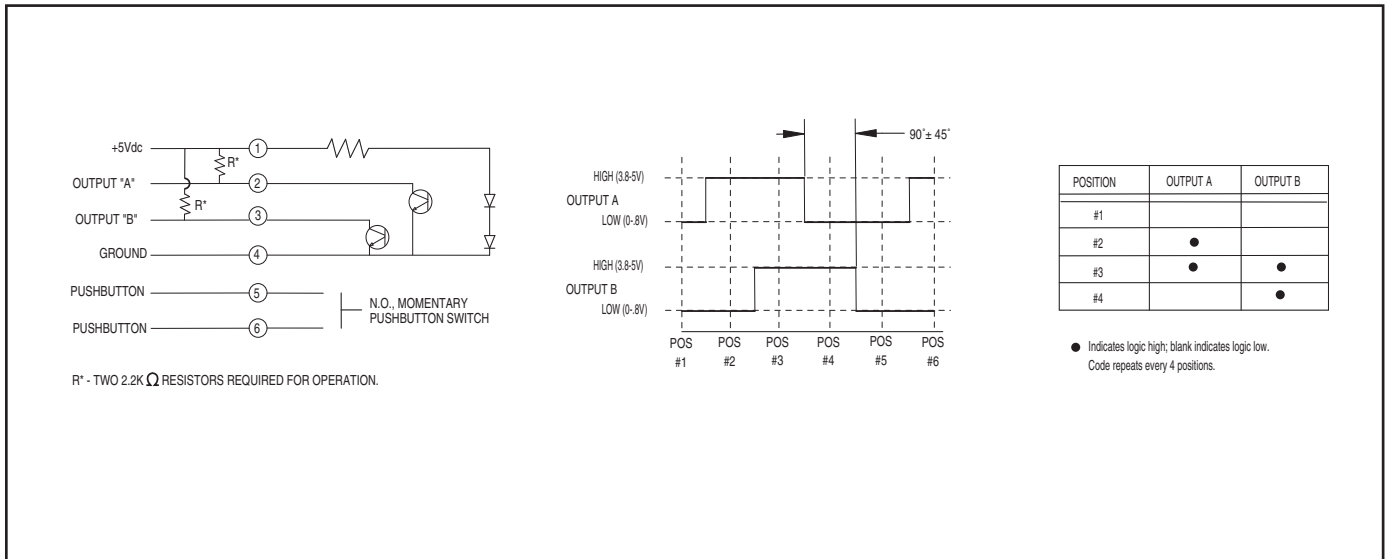 +5Vdc
1
R*
OUTPUT "A"
2
R*
OUTPUT "B"
3
GROUND
4
PUSHBUTTON
5
N.O., MOMENTARY
PUSHBUTTON SWITCH
PUSHBUTTON
6
R* - TWO 2.2K Ω RESISTORS REQUIRED FOR OPERATION.
90°± 45°
HIGH (3.8-5V)
OUTPUT A
LOW (0-.8V)
HIGH (3.8-5V)
OUTPUT B
LOW (0-.8V)
POS POS POS POS POS POS
#1 #2 #3 #4 #5 #6
POSITION OUTPUT A OUTPUT B
#1
#2 ●
#3 ● ●
#4 ●
● Indicates logic high; blank indicates logic low.
Code repeats every 4 positions.